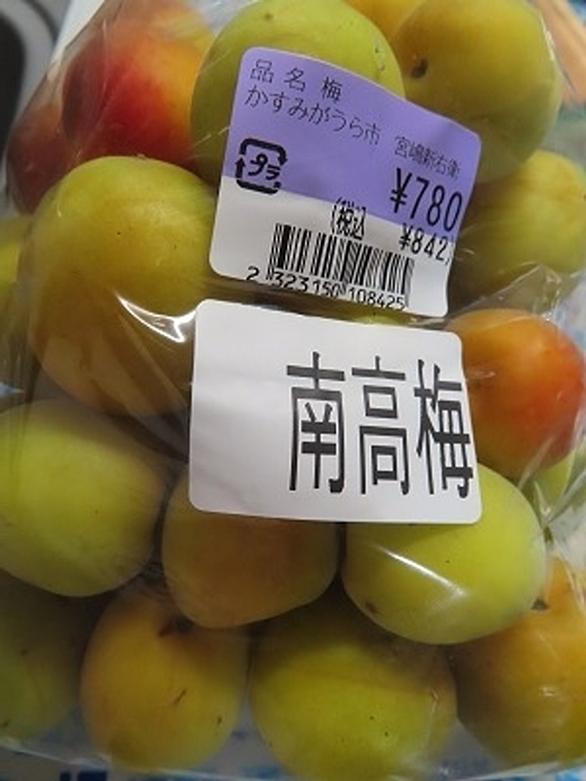 品名 梅
かすみがうら市 宮嶋新右衛
プラ
¥780
(税込 ¥842)
2 323150 108425
南高梅